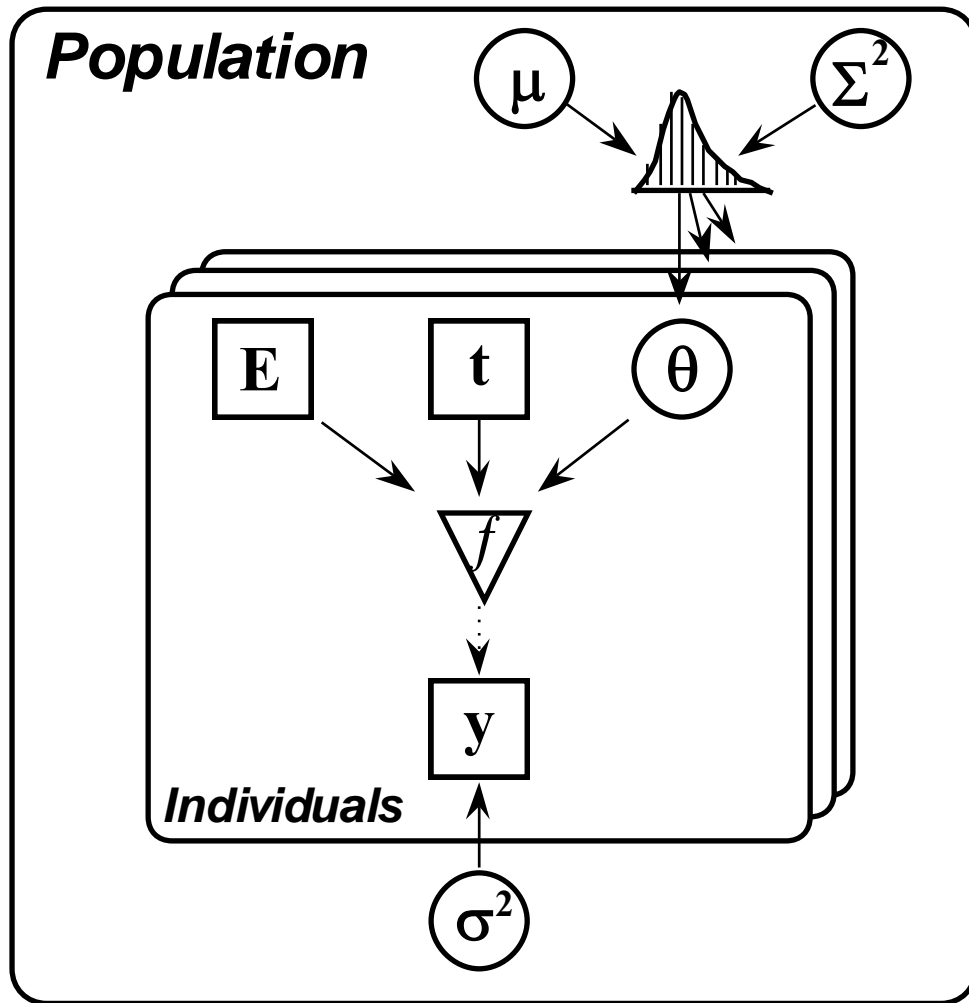 Population
μ
Σ²
E
t
θ
f
y
Individuals
σ²